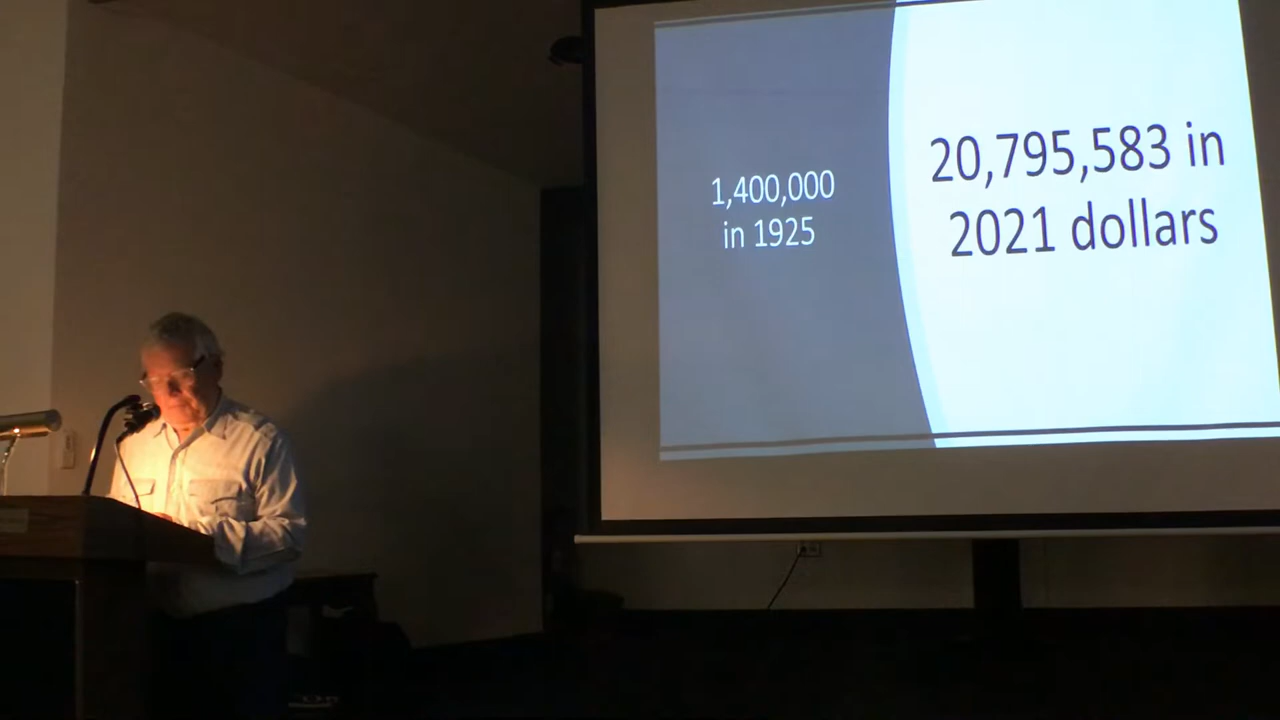 1,400,000
in 1925
20,795,583 in
2021 dollars